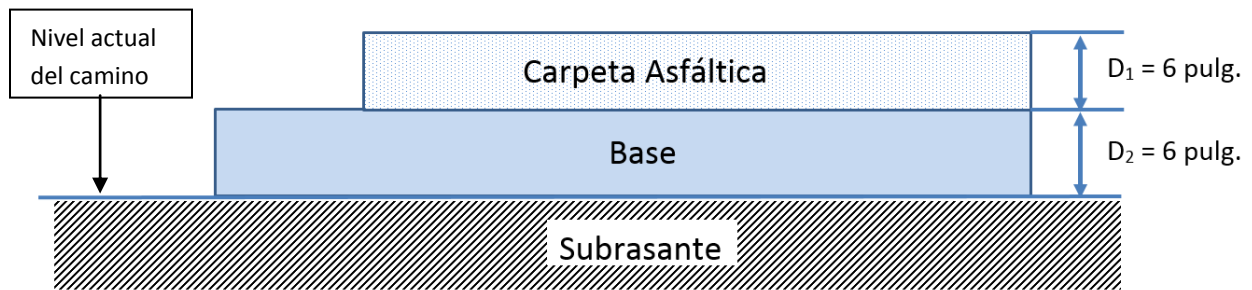 Nivel actual
del camino
Carpeta Asfáltica
D₁ = 6 pulg.
Base
D₂ = 6 pulg.
Subrasante